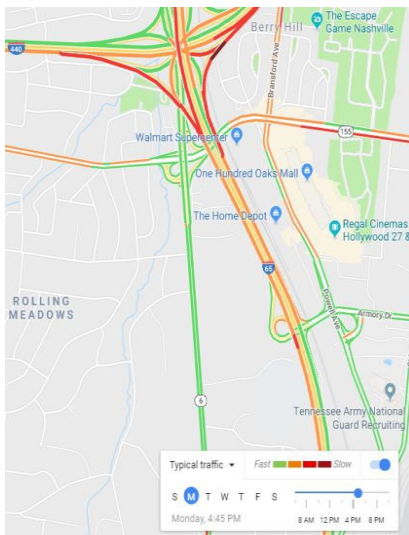 The Escape
Game Nashville
Berry Hill
440
Bransford Ave
155
Walmart Supercenter
One Hundred Oaks Mall
The Home Depot
Regal Cinemas
Hollywood 27 &
65
ROLLING
MEADOWS
Powell Ave
Armory Dr
6
Tennessee Army National
Guard Recruiting
Typical traffic
Fast
Slow
S M T W T F S
Monday, 4:45 PM
8 AM 12 PM 4 PM 8 PM